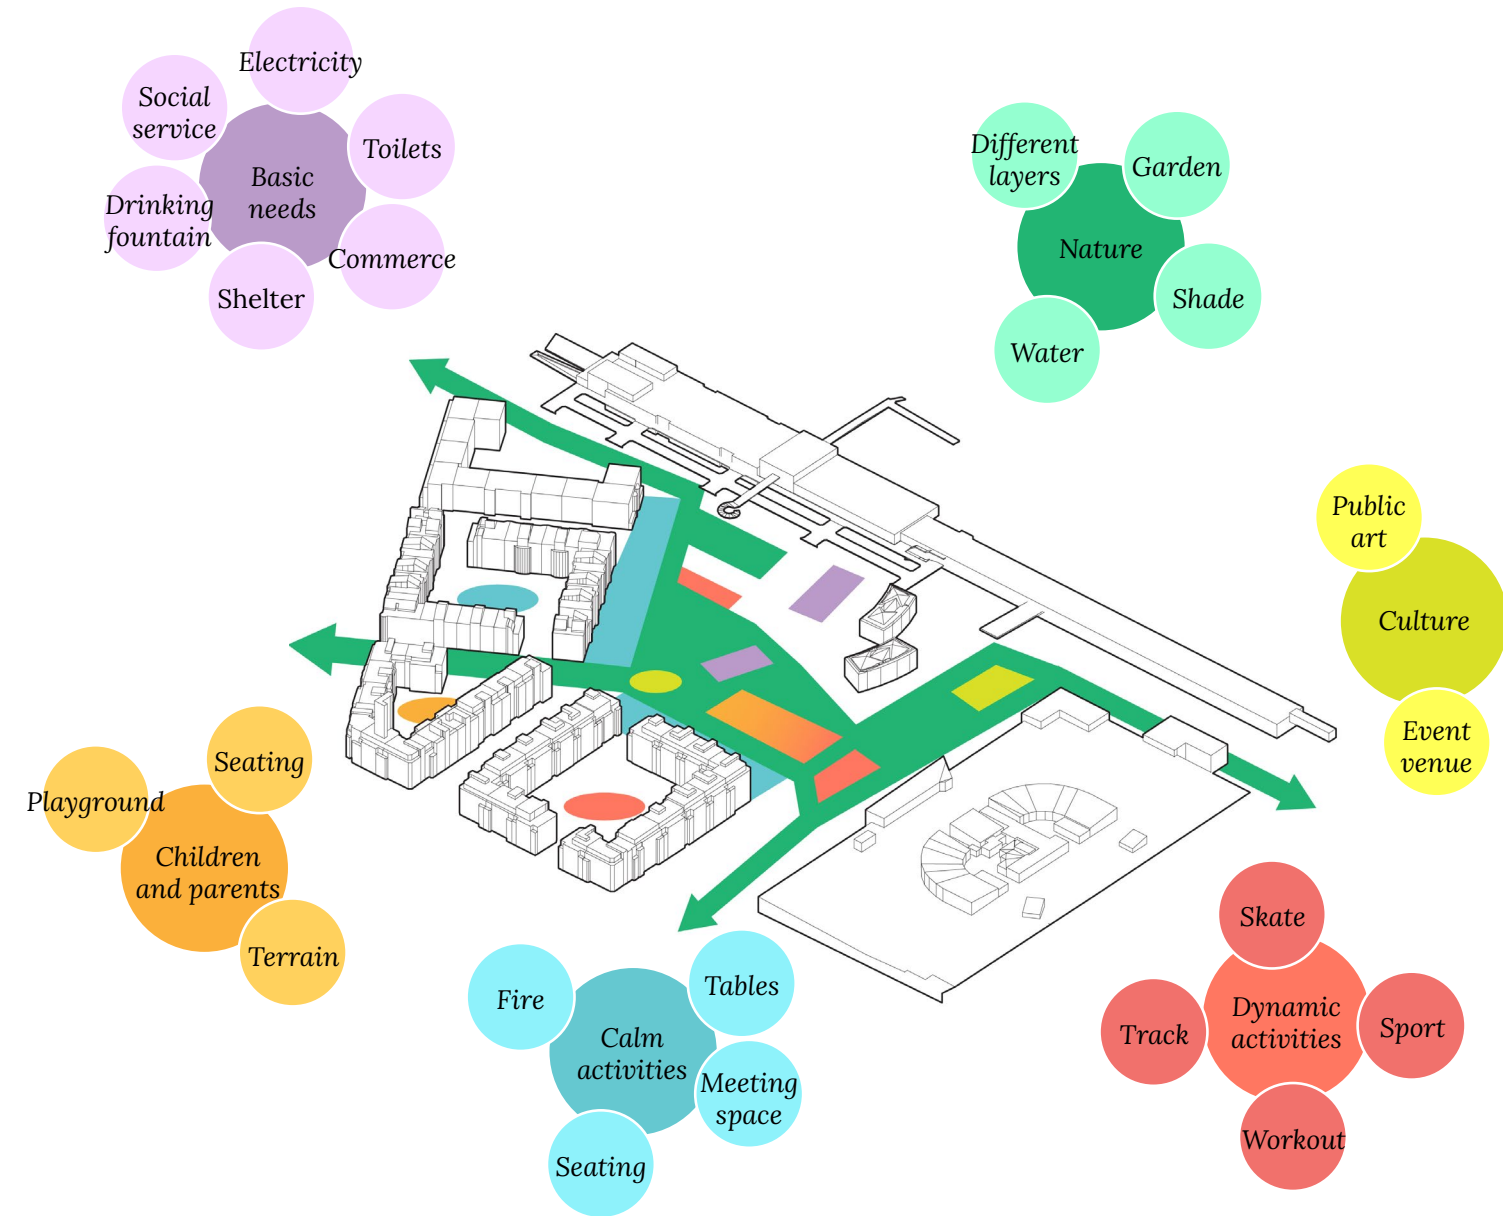 Electricity
Social
service
Toilets
Basic
needs
Drinking
fountain
Commerce
Shelter
Different
layers
Garden
Nature
Shade
Water
Public
art
Culture
Event
venue
Seating
Playground
Children
and parents
Terrain
Fire
Tables
Calm
activities
Meeting
space
Seating
Skate
Dynamic
activities
Track
Sport
Workout